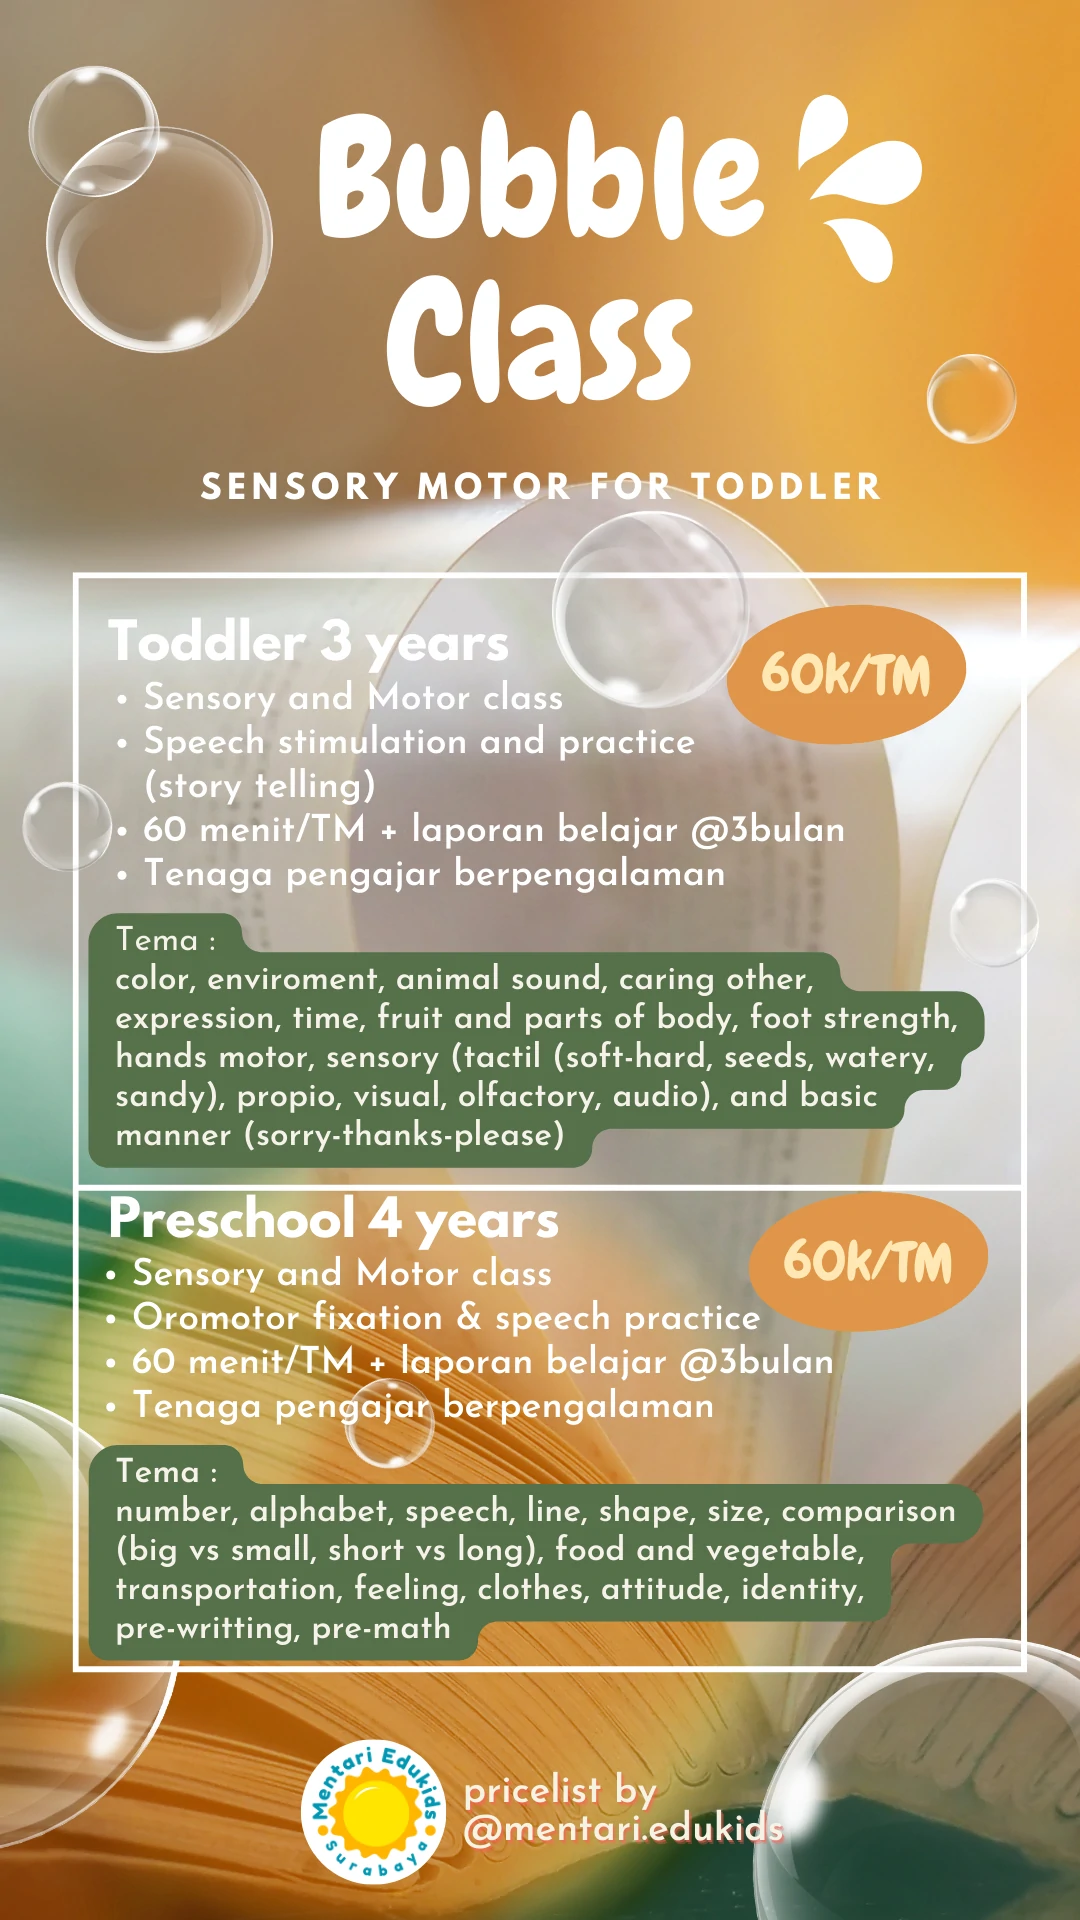 Bubble
Class
SENSORY MOTOR FOR TODDLER
Toddler 3 years
60k/TM
• Sensory and Motor class
• Speech stimulation and practice
(story telling)
• 60 menit/TM + laporan belajar @3bulan
• Tenaga pengajar berpengalaman
Tema :
color, enviroment, animal sound, caring other,
expression, time, fruit and parts of body, foot strength,
hands motor, sensory (tactil (soft-hard, seeds, watery,
sandy), propio, visual, olfactory, audio), and basic
manner (sorry-thanks-please)
Preschool 4 years
60k/TM
• Sensory and Motor class
• Oromotor fixation & speech practice
• 60 menit/TM + laporan belajar @3bulan
• Tenaga pengajar berpengalaman
Tema :
number, alphabet, speech, line, shape, size, comparison
(big vs small, short vs long), food and vegetable,
transportation, feeling, clothes, attitude, identity,
pre-writting, pre-math
Mentari Edukids
Surabaya
pricelist by
@mentari.edukids